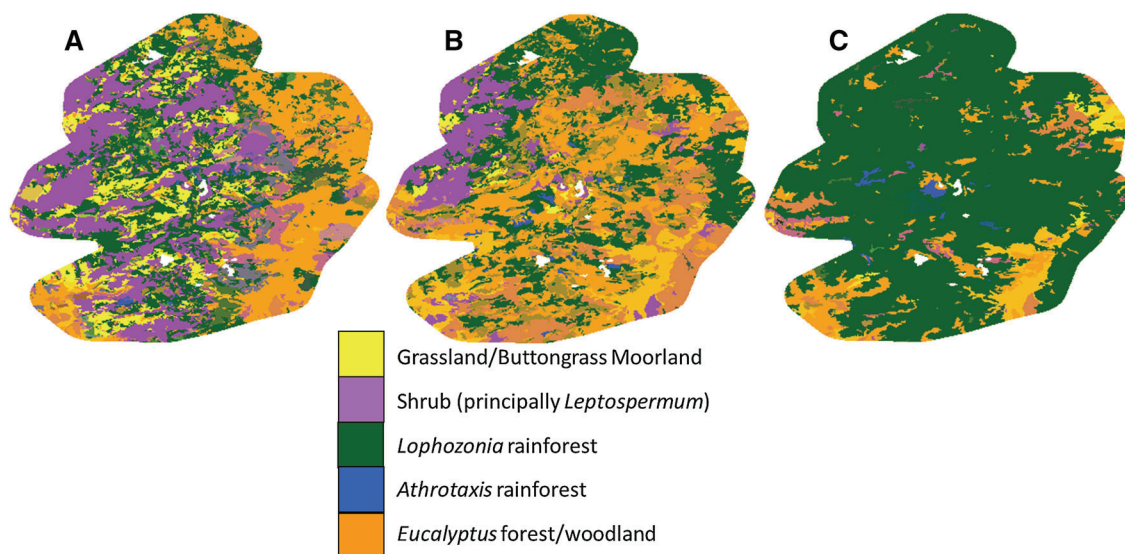 A
B
C
Grassland/Buttongrass Moorland
Shrub (principally Leptospermum)
Lophozonia rainforest
Athrotaxis rainforest
Eucalyptus forest/woodland